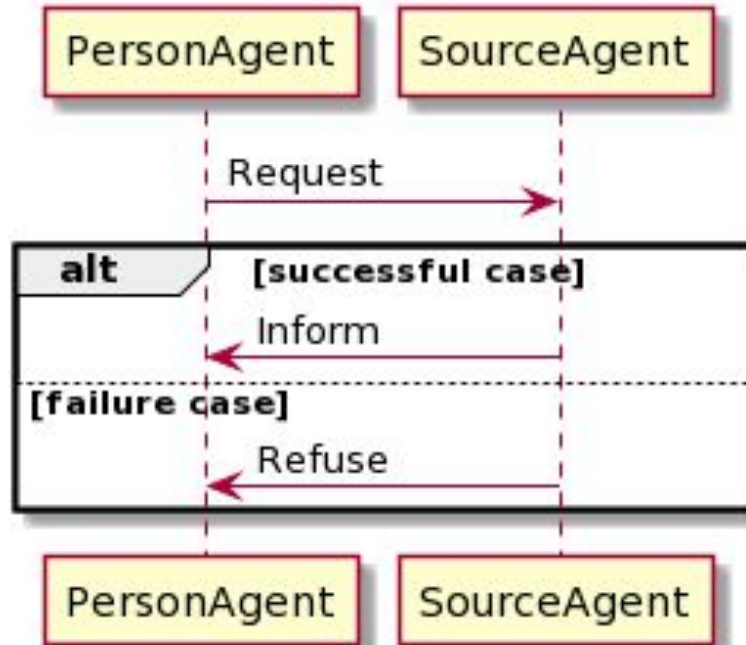 PersonAgent SourceAgent
Request
alt [successful case]
Inform
[failure case]
Refuse
PersonAgent SourceAgent